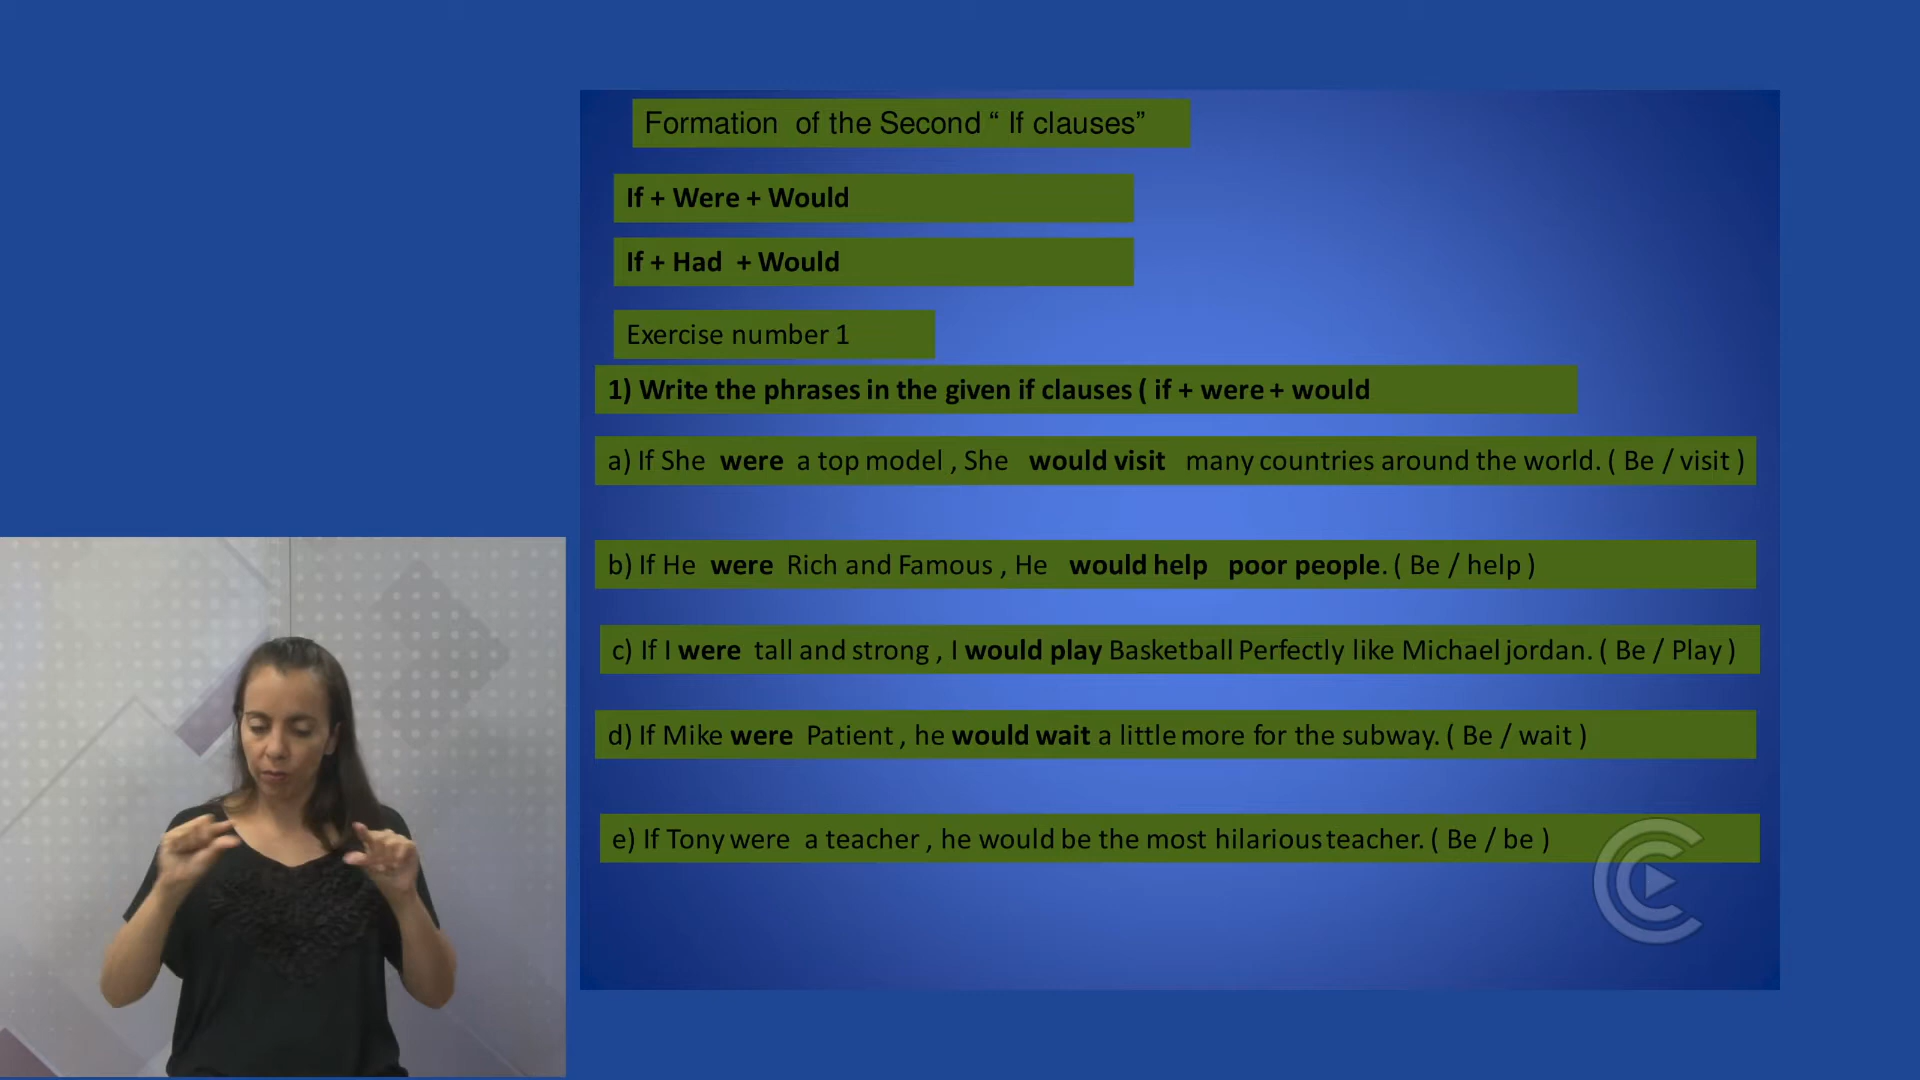 Formation of the Second “ If clauses”
If + Were + Would
If + Had + Would
Exercise number 1
1) Write the phrases in the given if clauses ( if + were + would
a) If She were a top model , She would visit many countries around the world. ( Be / visit )
b) If He were Rich and Famous , He would help poor people. ( Be / help )
c) If I were tall and strong , I would play Basketball Perfectly like Michael jordan. ( Be / Play )
d) If Mike were Patient , he would wait a little more for the subway. ( Be / wait )
e) If Tony were a teacher , he would be the most hilarious teacher. ( Be / be )